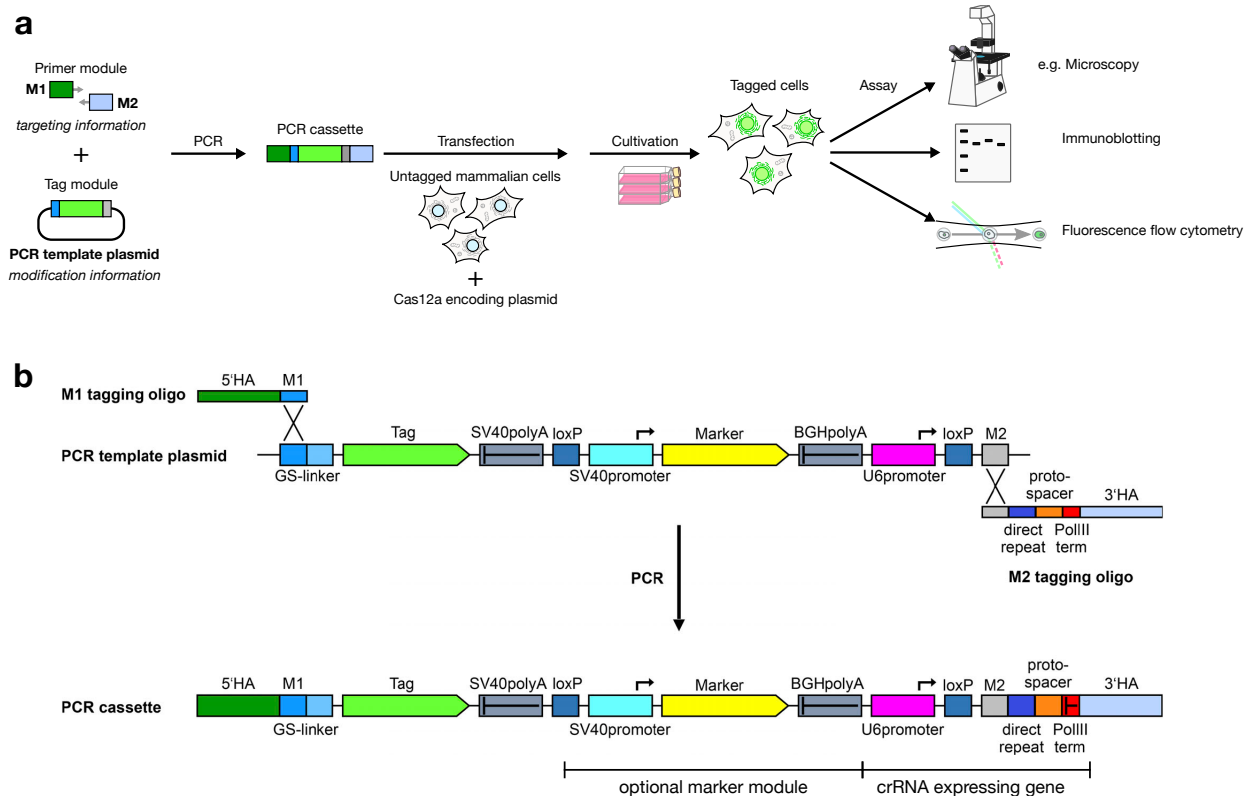 a
Primer module
M1
M2
targeting information
+
Tag module
PCR template plasmid
modification information
PCR
PCR cassette
Transfection
Untagged mammalian cells
+
Cas12a encoding plasmid
Cultivation
Tagged cells
Assay
e.g. Microscopy
Immunoblotting
Fluorescence flow cytometry
b
5‘HA M1
M1 tagging oligo
Tag SV40polyA loxP Marker BGHpolyA loxP M2
PCR template plasmid
GS-linker SV40promoter U6promoter
proto-
spacer 3‘HA
direct PolIII
repeat term
M2 tagging oligo
PCR
5‘HA M1 Tag SV40polyA loxP Marker BGHpolyA loxP M2 proto-
spacer 3‘HA
PCR cassette
GS-linker SV40promoter U6promoter direct PolIII
repeat term
optional marker module crRNA expressing gene